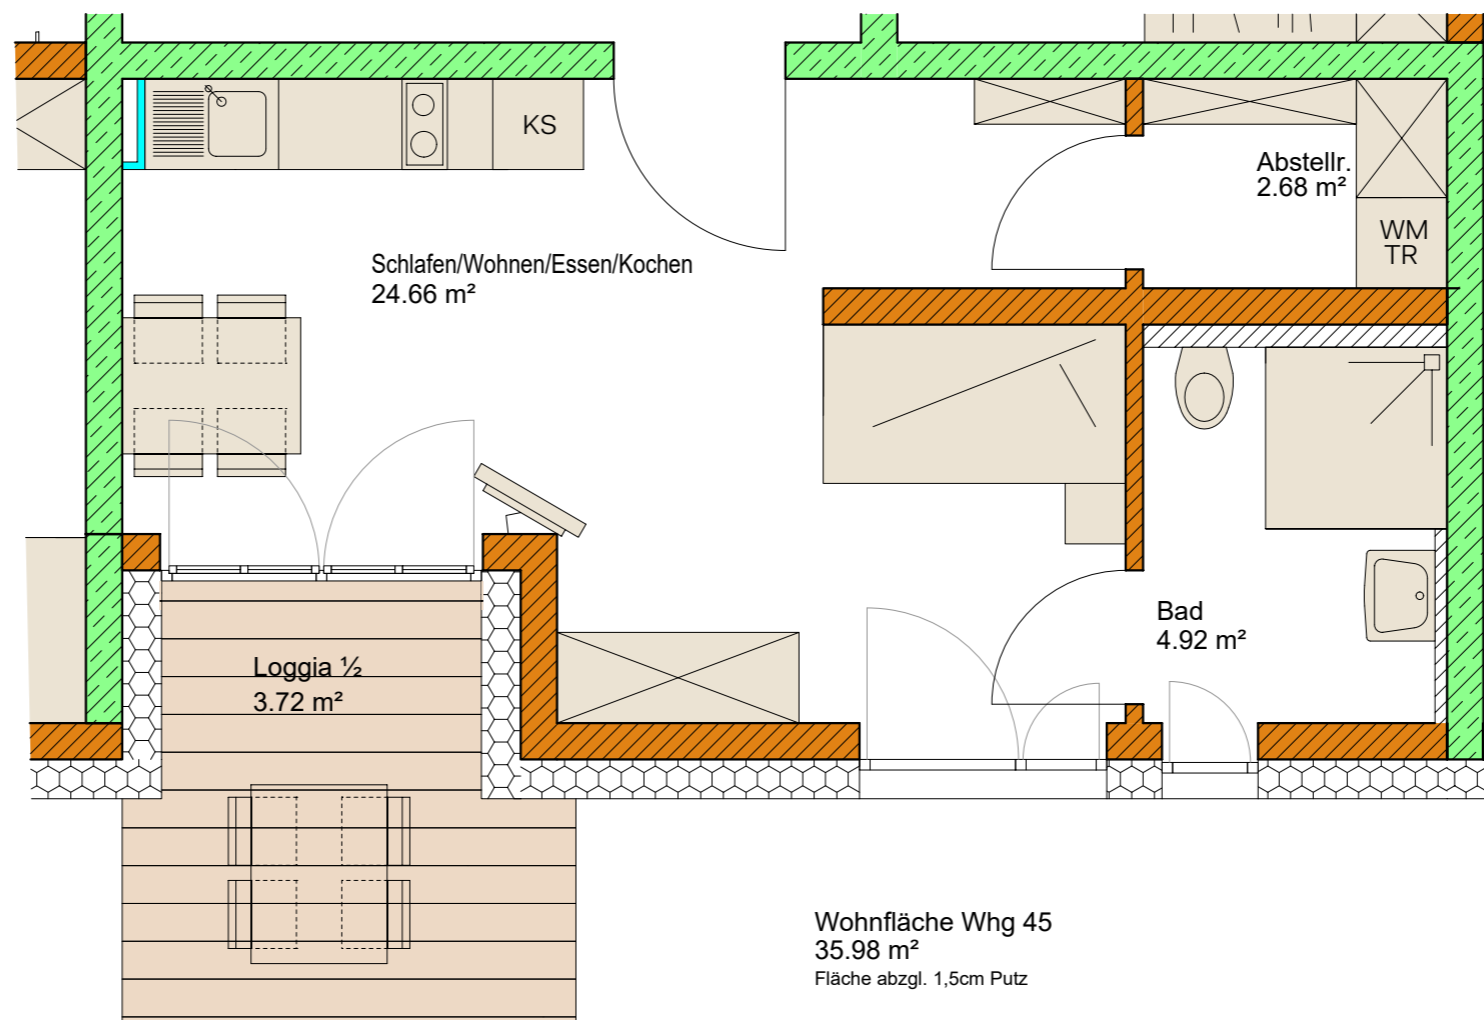 KS
Abstellr.
2.68 m²
WM
TR
Schlafen/Wohnen/Essen/Kochen
24.66 m²
Bad
4.92 m²
Loggia ½
3.72 m²
Wohnfläche Whg 45
35.98 m²
Fläche abzgl. 1,5cm Putz